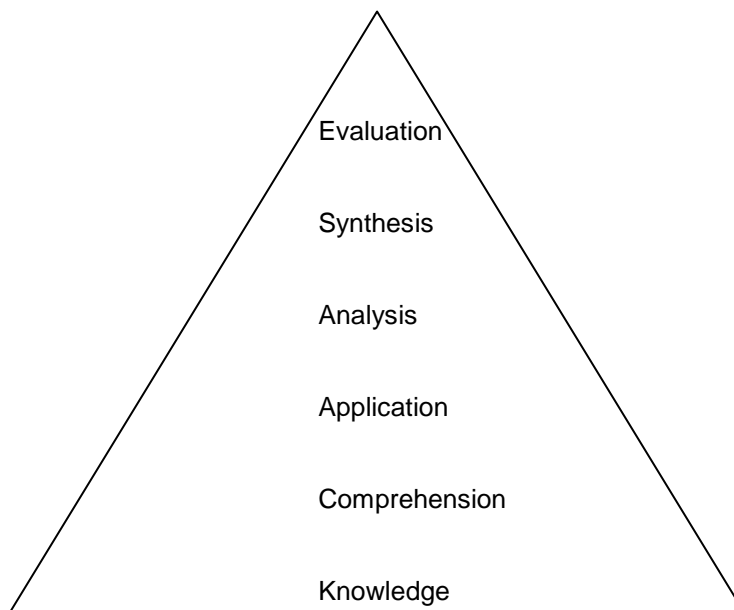 Evaluation
Synthesis
Analysis
Application
Comprehension
Knowledge